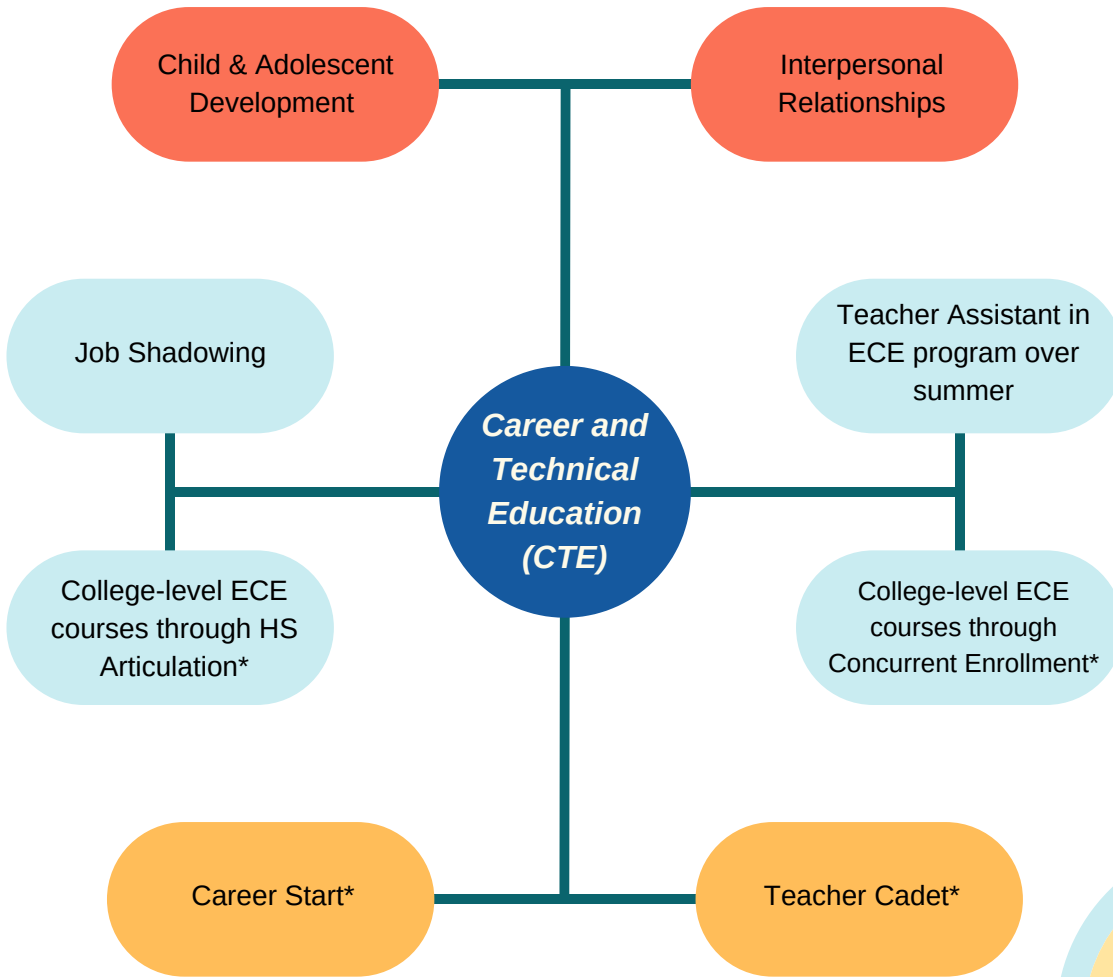 Child & Adolescent
Development
Interpersonal
Relationships
Job Shadowing
Teacher Assistant in
ECE program over
summer
Career and
Technical
Education
(CTE)
College-level ECE
courses through HS
Articulation*
College-level ECE
courses through
Concurrent Enrollment*
Career Start*
Teacher Cadet*